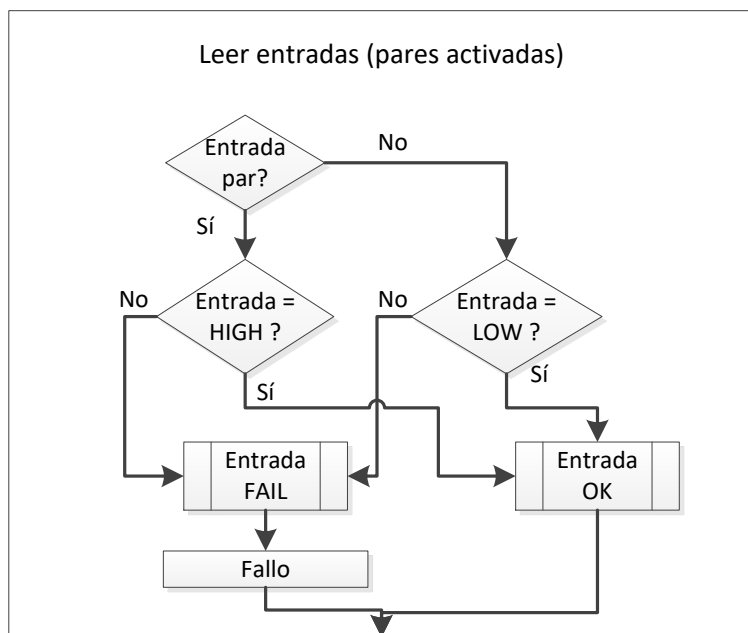 Leer entradas (pares activadas)
Entrada
par?
No
Sí
No
Entrada =
HIGH ?
No
Entrada =
LOW ?
Sí
Sí
Entrada
FAIL
Entrada
OK
Fallo